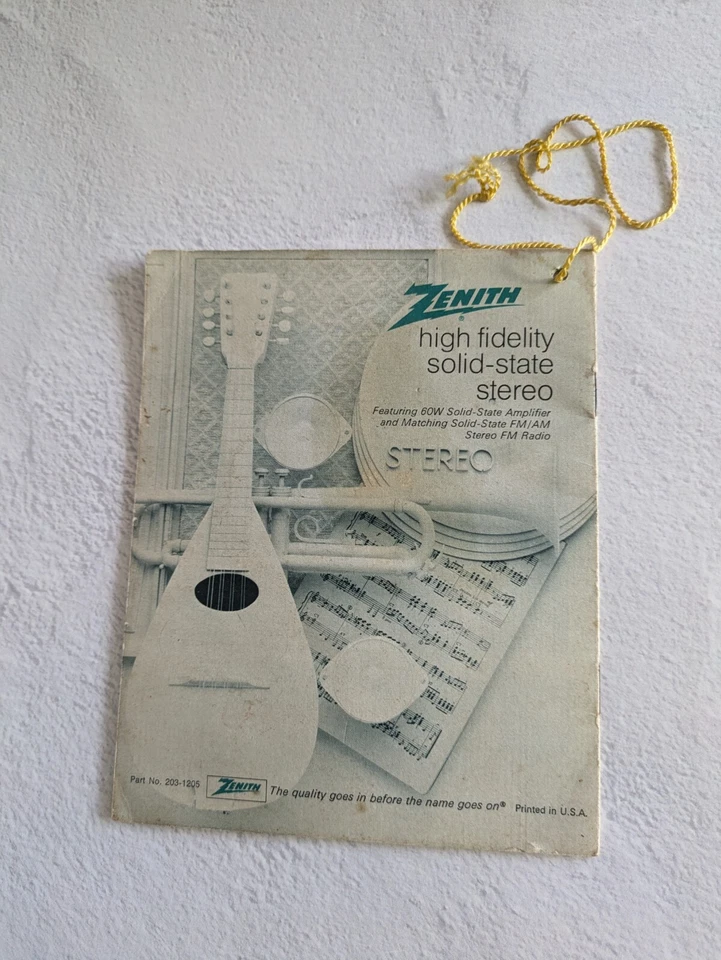 ZENITH®
high fidelity
solid-state
stereo
Featuring 60W Solid-State Amplifier
and Matching Solid-State FM/AM
Stereo FM Radio
STEREO
Part No. 203-1205 ZENITH The quality goes in before the name goes on® Printed in U.S.A.